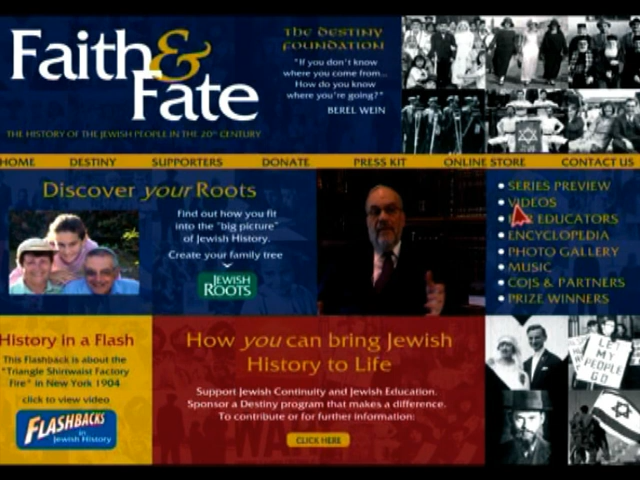 Faith &
Fate
THE DESTINY
FOUNDATION
"If you don't know
where you come from...
How do you know
where you're going?"
BEREL WEIN
THE HISTORY OF THE JEWISH PEOPLE IN THE 20th CENTURY
HOME DESTINY SUPPORTERS DONATE PRESS KIT ONLINE STORE CONTACT US
Discover your Roots
Find out how you fit
into the "big picture"
of Jewish History.
Create your family tree
JEWISH
ROOTS
• SERIES PREVIEW
• VIDEOS
EDUCATORS
• ENCYCLOPEDIA
• PHOTO GALLERY
• MUSIC
• COJS & PARTNERS
• PRIZE WINNERS
History in a Flash
This Flashback is about the
"Triangle Shirtwaist Factory
Fire" in New York 1904
click to view video
FLASHBACKS
in
Jewish History
How you can bring Jewish
History to Life
Support Jewish Continuity and Jewish Education.
Sponsor a Destiny program that makes a difference.
To contribute or for further information:
CLICK HERE
LET
MY
PEOPLE
GO